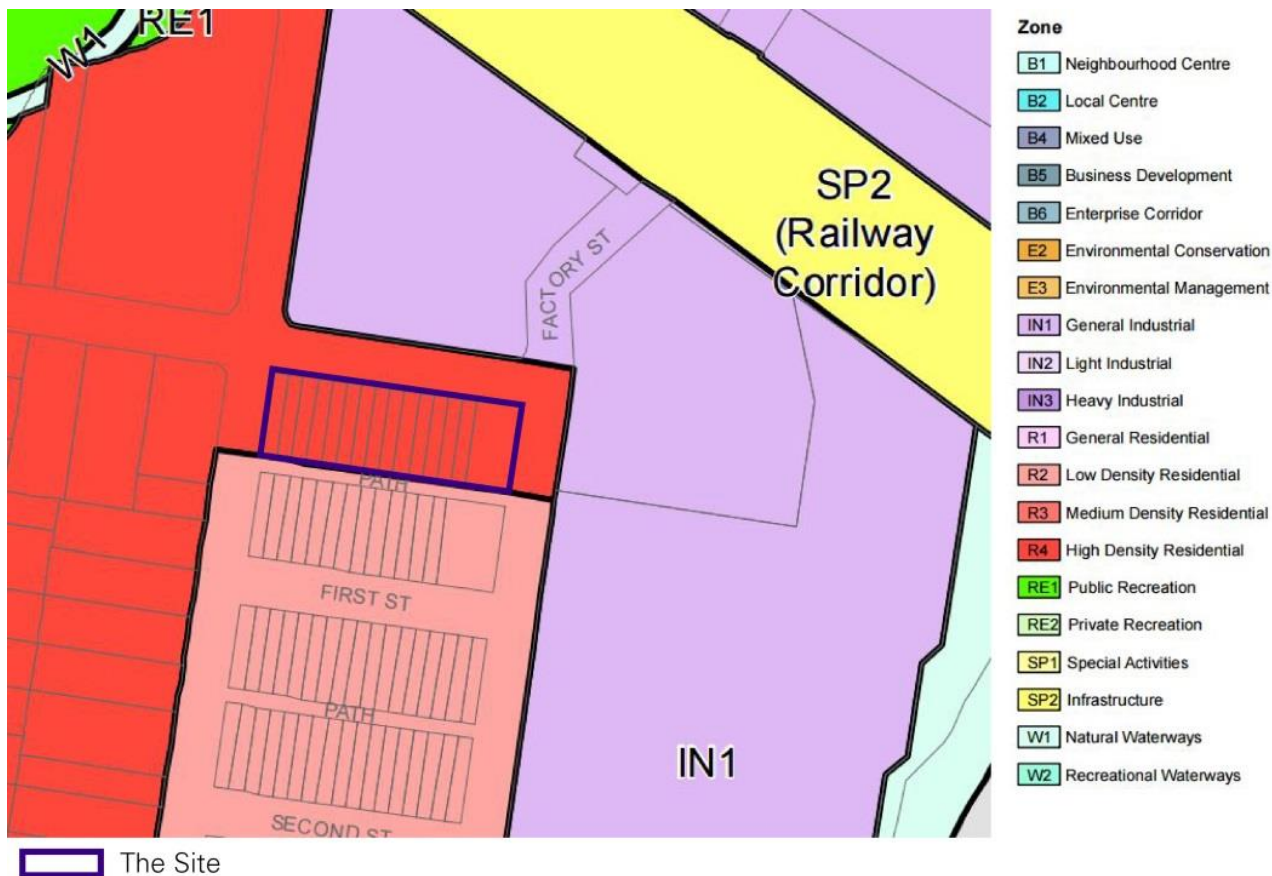 RE1
W1
SP2
(Railway
Corridor)
FACTORY ST
PATH
FIRST ST
PATH
IN1
SECOND ST
Zone
B1 Neighbourhood Centre
B2 Local Centre
B4 Mixed Use
B5 Business Development
B6 Enterprise Corridor
E2 Environmental Conservation
E3 Environmental Management
IN1 General Industrial
IN2 Light Industrial
IN3 Heavy Industrial
R1 General Residential
R2 Low Density Residential
R3 Medium Density Residential
R4 High Density Residential
RE1 Public Recreation
RE2 Private Recreation
SP1 Special Activities
SP2 Infrastructure
W1 Natural Waterways
W2 Recreational Waterways
The Site